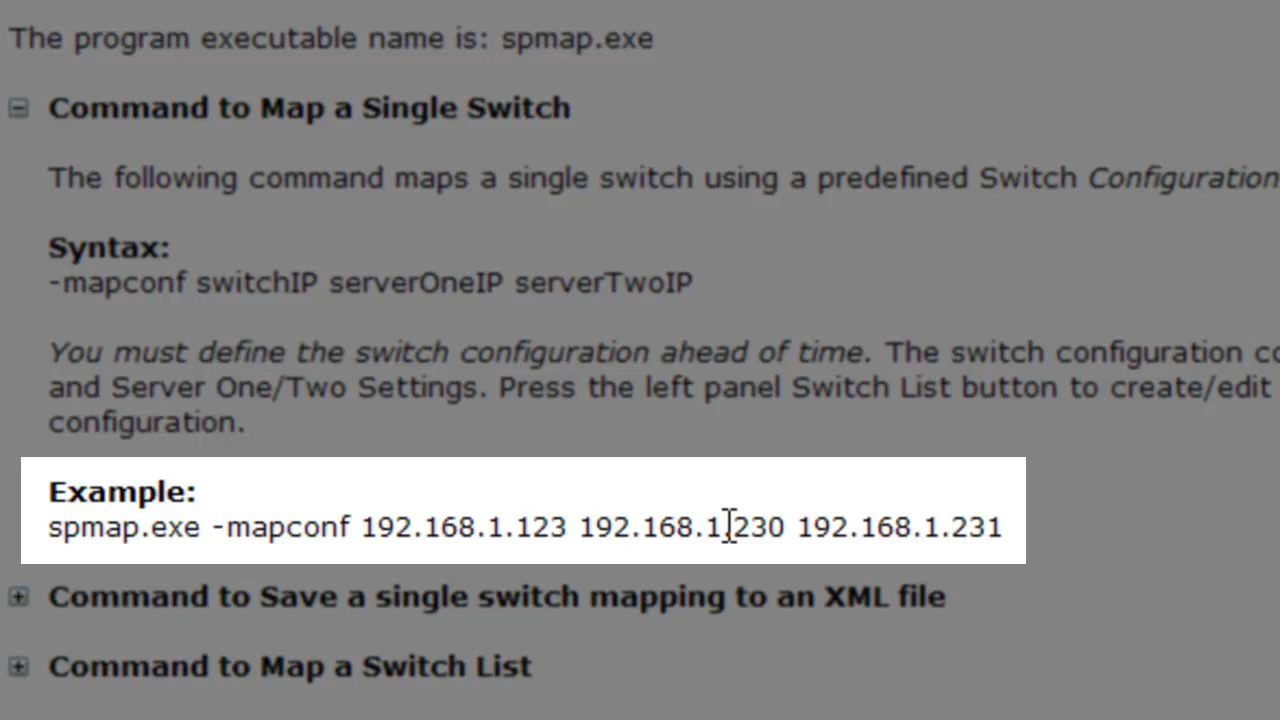 The program executable name is: spmap.exe
Command to Map a Single Switch
The following command maps a single switch using a predefined Switch Configuration
Syntax:
-mapconf switchIP serverOneIP serverTwoIP
You must define the switch configuration ahead of time. The switch configuration co
and Server One/Two Settings. Press the left panel Switch List button to create/edit
configuration.
Example:
spmap.exe -mapconf 192.168.1.123 192.168.1.230 192.168.1.231
Command to Save a single switch mapping to an XML file
Command to Map a Switch List